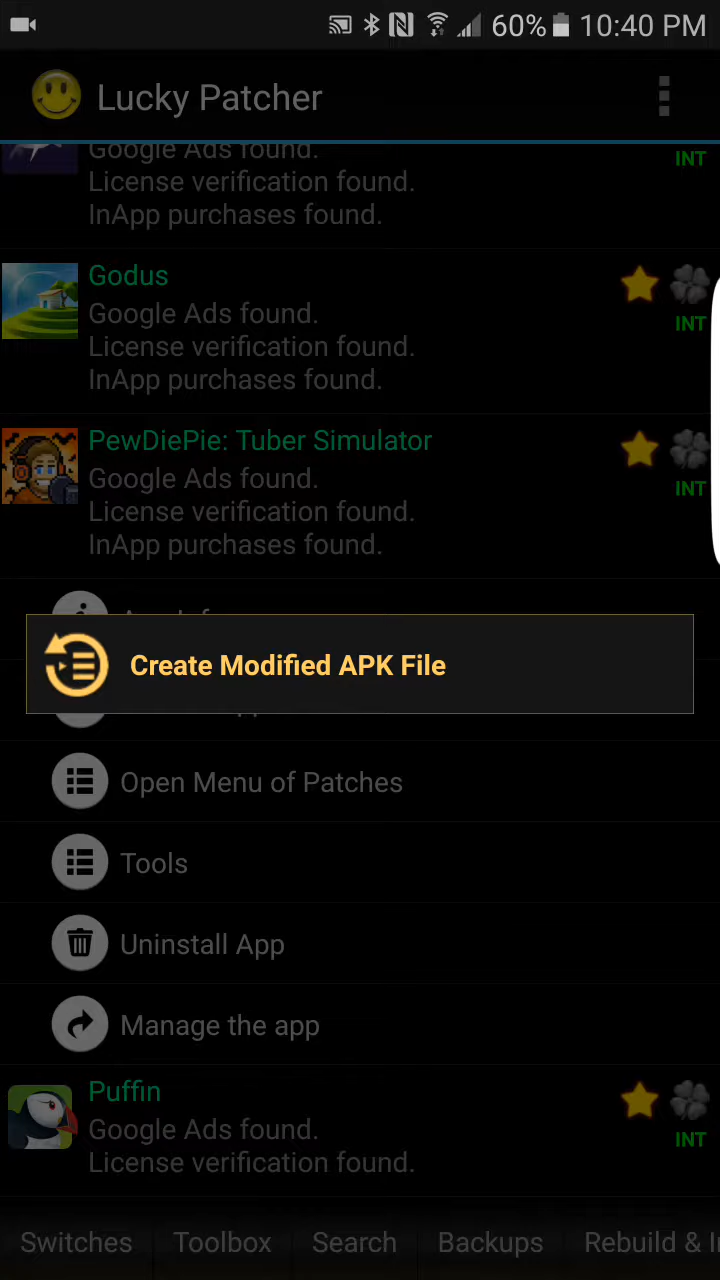 60% 10:40 PM
Lucky Patcher
Google Ads found.
INT
License verification found.
InApp purchases found.
Godus
Google Ads found.
INT
License verification found.
InApp purchases found.
PewDiePie: Tuber Simulator
Google Ads found.
INT
License verification found.
InApp purchases found.
Create Modified APK File
Open Menu of Patches
Tools
Uninstall App
Manage the app
Puffin
Google Ads found.
INT
License verification found.
Switches Toolbox Search Backups Rebuild & I